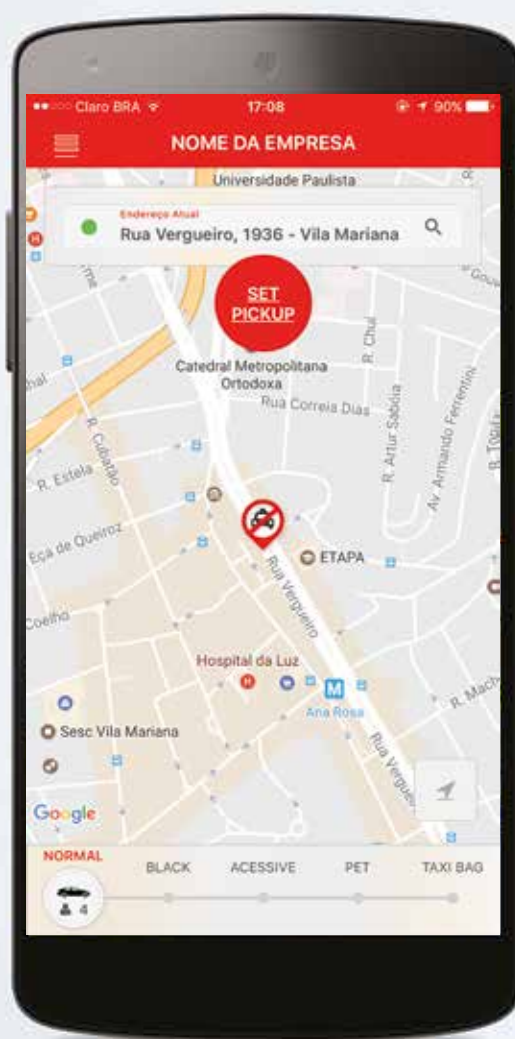 Claro BRA
17:08
90%
NOME DA EMPRESA
Universidade Paulista
Endereço Atual
Rua Vergueiro, 1936 - Vila Mariana
SET
PICKUP
R. Chuí
Catedral Metropolitana
Ortodoxa
Rua Correia Dias
R. Artur Sabóia
Av. Armando Ferrentini
R. Cubatão
R. Estela
Eça de Queiroz
ETAPA
Rua Vergueiro
Coelho
Hospital da Luz
H
M
Ana Rosa
R. Mach
Sesc Vila Mariana
Rua Vergueiro
Google
NORMAL
BLACK
ACESSIVE
PET
TAXI BAG
4